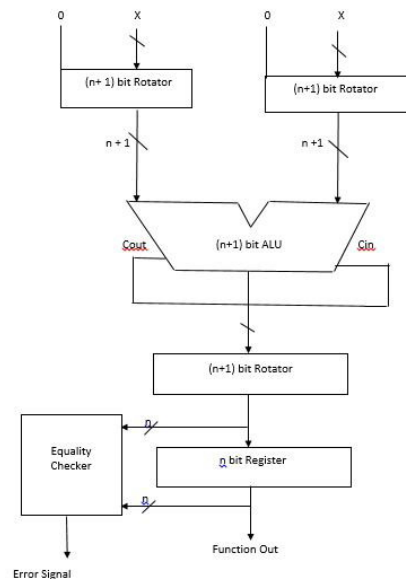 0 X 0 X
(n+ 1) bit Rotator (n+1) bit Rotator
n + 1 n +1
Cout (n+1) bit ALU Cin
(n+1) bit Rotator
n
Equality
Checker
n bit Register
n
Function Out
Error Signal